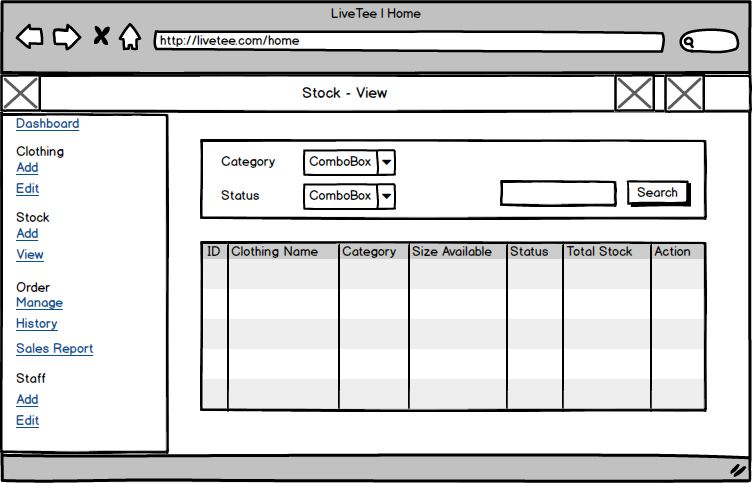 LiveTee | Home
http://livetee.com/home
Stock - View
Dashboard
Clothing
Add
Edit
Stock
Add
View
Order
Manage
History
Sales Report
Staff
Add
Edit
Category ComboBox
Status ComboBox Search
ID Clothing Name Category Size Available Status Total Stock Action